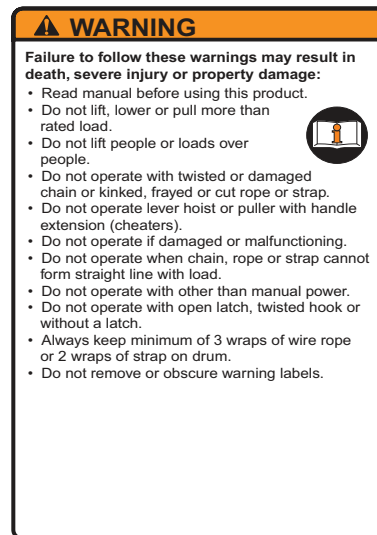 WARNING
Failure to follow these warnings may result in
death, severe injury or property damage:
• Read manual before using this product.
• Do not lift, lower or pull more than
rated load.
• Do not lift people or loads over
people.
• Do not operate with twisted or damaged
chain or kinked, frayed or cut rope or strap.
• Do not operate lever hoist or puller with handle
extension (cheaters).
• Do not operate if damaged or malfunctioning.
• Do not operate when chain, rope or strap cannot
form straight line with load.
• Do not operate with other than manual power.
• Do not operate with open latch, twisted hook or
without a latch.
• Always keep minimum of 3 wraps of wire rope
or 2 wraps of strap on drum.
• Do not remove or obscure warning labels.